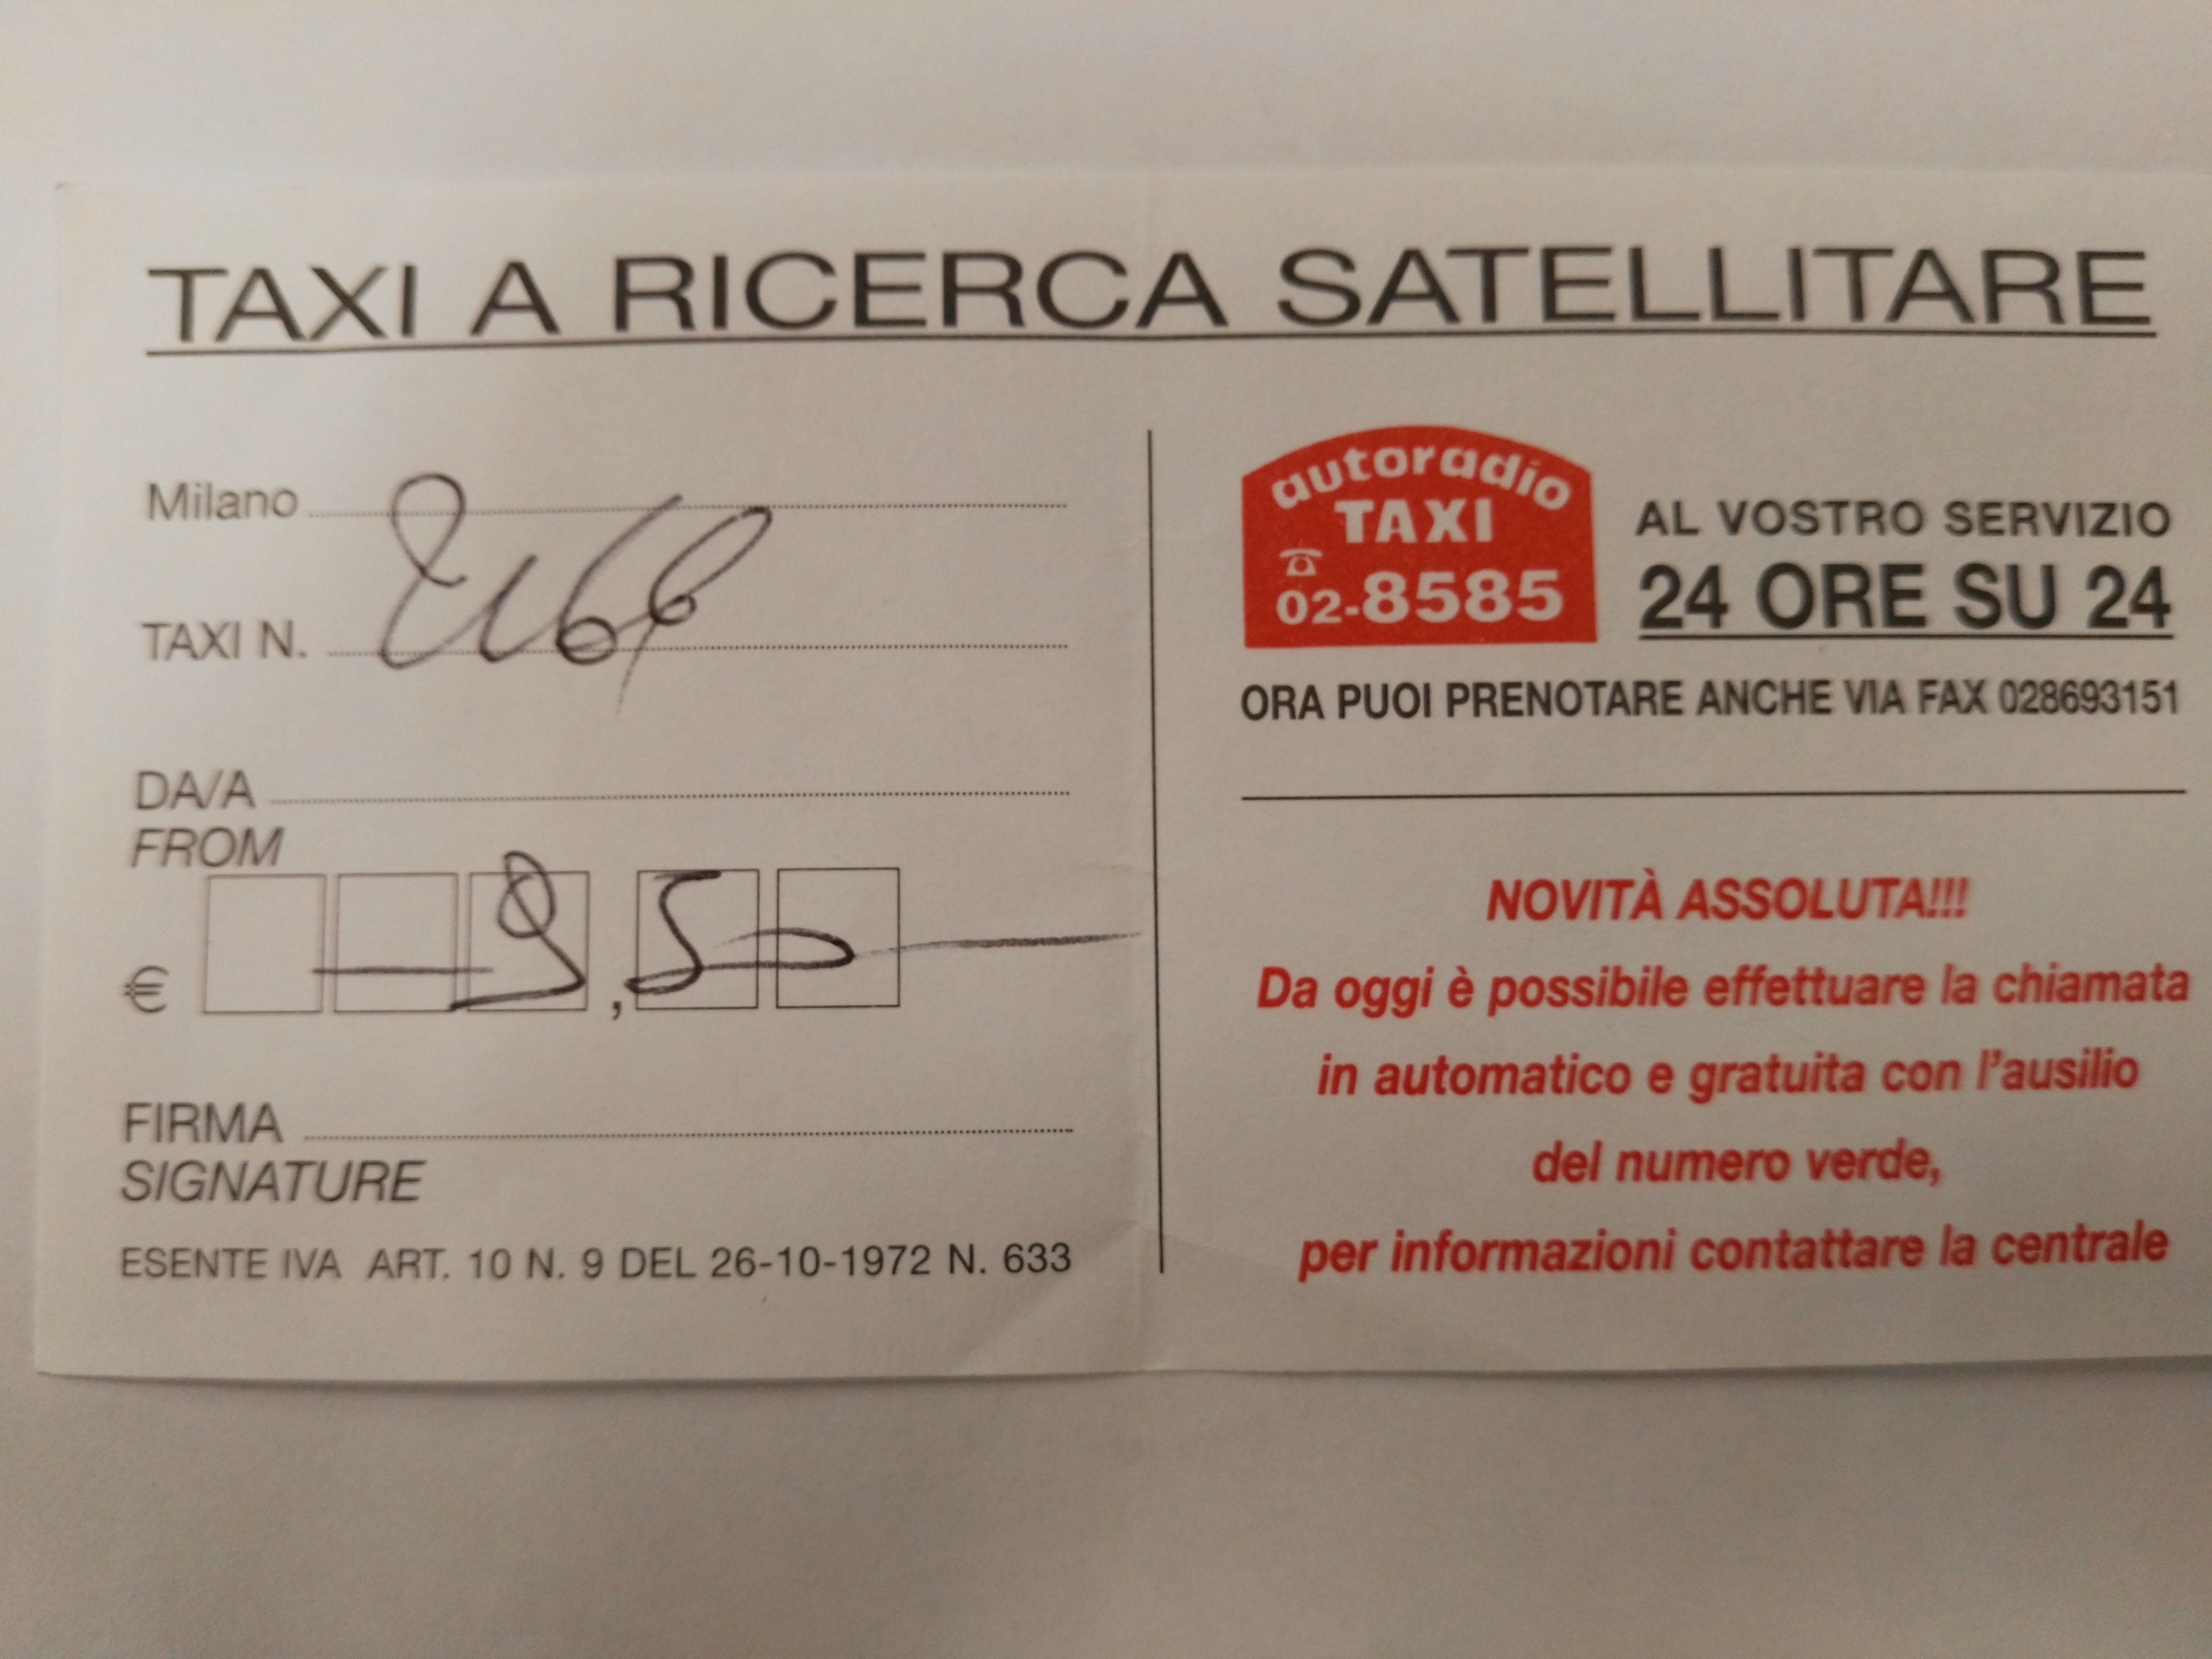 TAXI A RICERCA SATELLITARE
Milano
TAXI N.
DA/A
FROM
€ 9,50
FIRMA
SIGNATURE
ESENTE IVA ART. 10 N. 9 DEL 26-10-1972 N. 633
autoradio
TAXI
☎
02-8585
AL VOSTRO SERVIZIO
24 ORE SU 24
ORA PUOI PRENOTARE ANCHE VIA FAX 028693151
NOVITÀ ASSOLUTA!!!
Da oggi è possibile effettuare la chiamata
in automatico e gratuita con l'ausilio
del numero verde,
per informazioni contattare la centrale